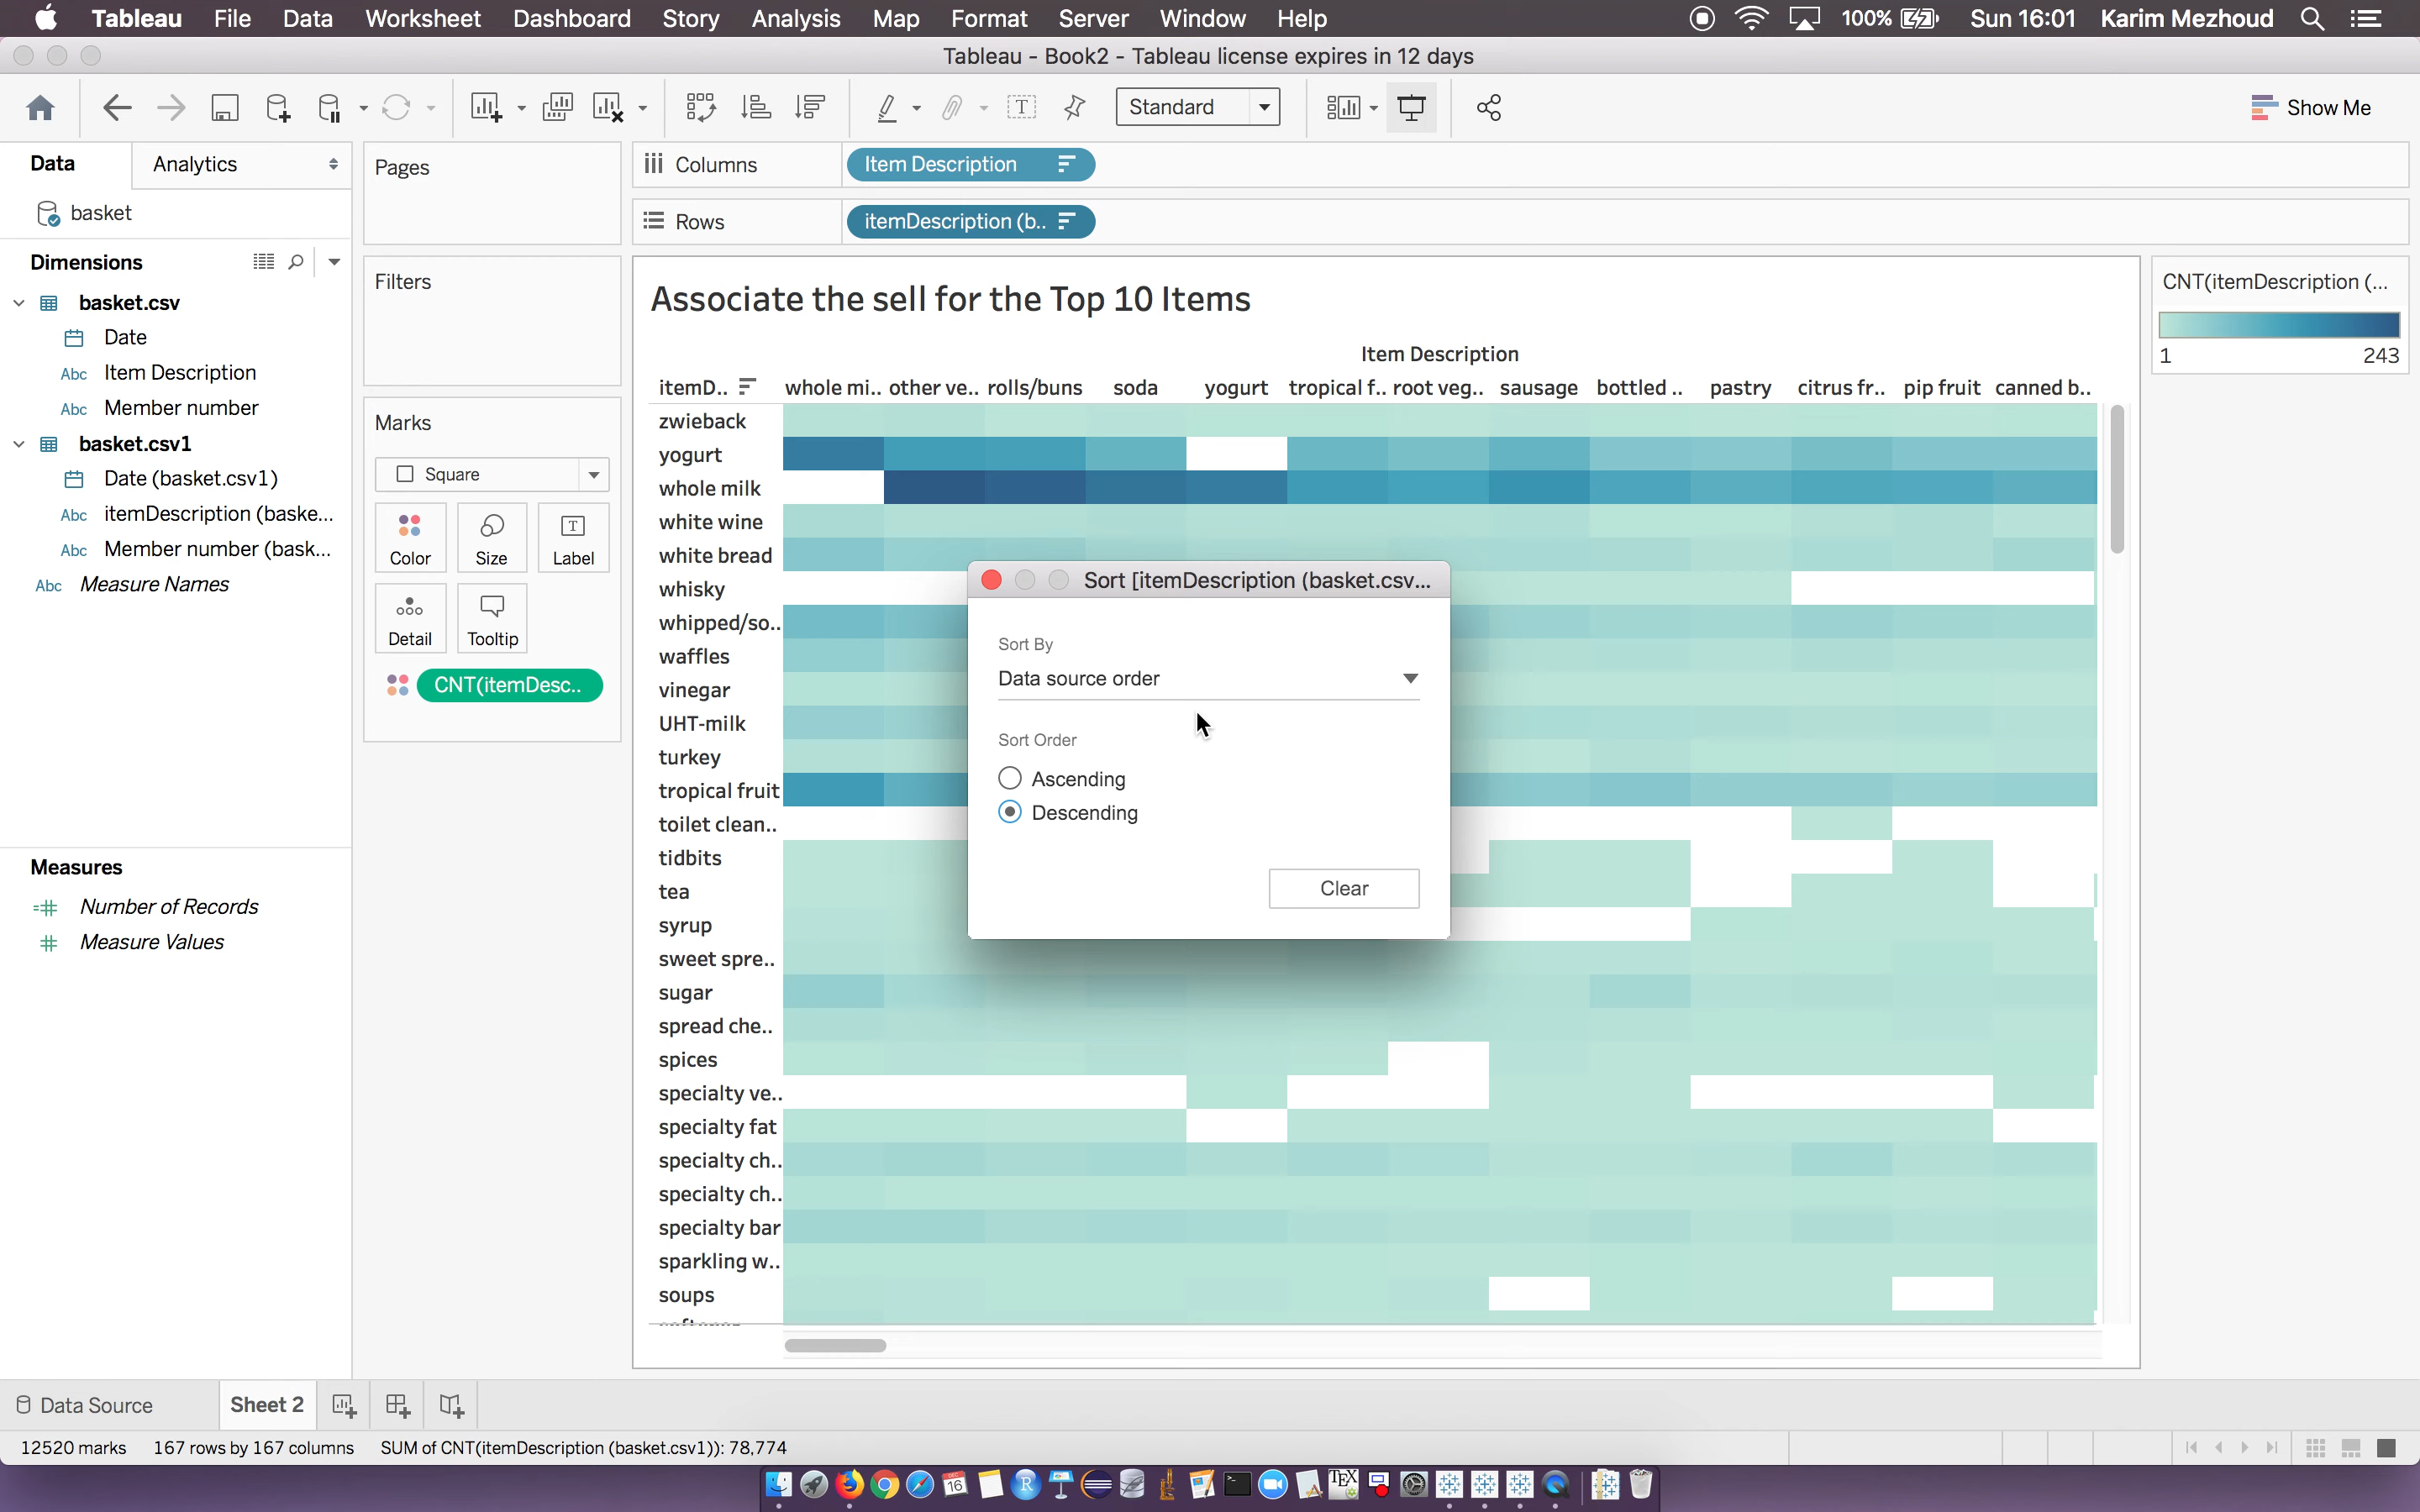 Tableau File Data Worksheet Dashboard Story Analysis Map Format Server Window Help 100% Sun 16:01 Karim Mezhoud
Tableau - Book2 - Tableau license expires in 12 days
Standard
Show Me
Data
Analytics
Pages
Columns
Item Description
basket
Rows
itemDescription (b..
Dimensions
Filters
basket.csv
Date
Abc Item Description
Abc Member number
basket.csv1
Date (basket.csv1)
Abc itemDescription (baske...
Abc Member number (bask...
Abc Measure Names
Marks
Square
Color
Size
T
Label
Detail
Tooltip
CNT(itemDesc..
Measures
Number of Records
Measure Values
Associate the sell for the Top 10 Items
Item Description
itemD.. whole mi.. other ve.. rolls/buns soda yogurt tropical f.. root veg.. sausage bottled .. pastry citrus fr.. pip fruit canned b..
zwieback
yogurt
whole milk
white wine
white bread
whisky
whipped/so..
waffles
vinegar
UHT-milk
turkey
tropical fruit
toilet clean..
tidbits
tea
syrup
sweet spre..
sugar
spread che..
spices
specialty ve..
specialty fat
specialty ch..
specialty ch..
specialty bar
sparkling w..
soups
Sort [itemDescription (basket.csv...
Sort By
Data source order
Sort Order
Ascending
Descending
Clear
CNT(itemDescription (...
1 243
Data Source
Sheet 2
12520 marks 167 rows by 167 columns SUM of CNT(itemDescription (basket.csv1)): 78,774